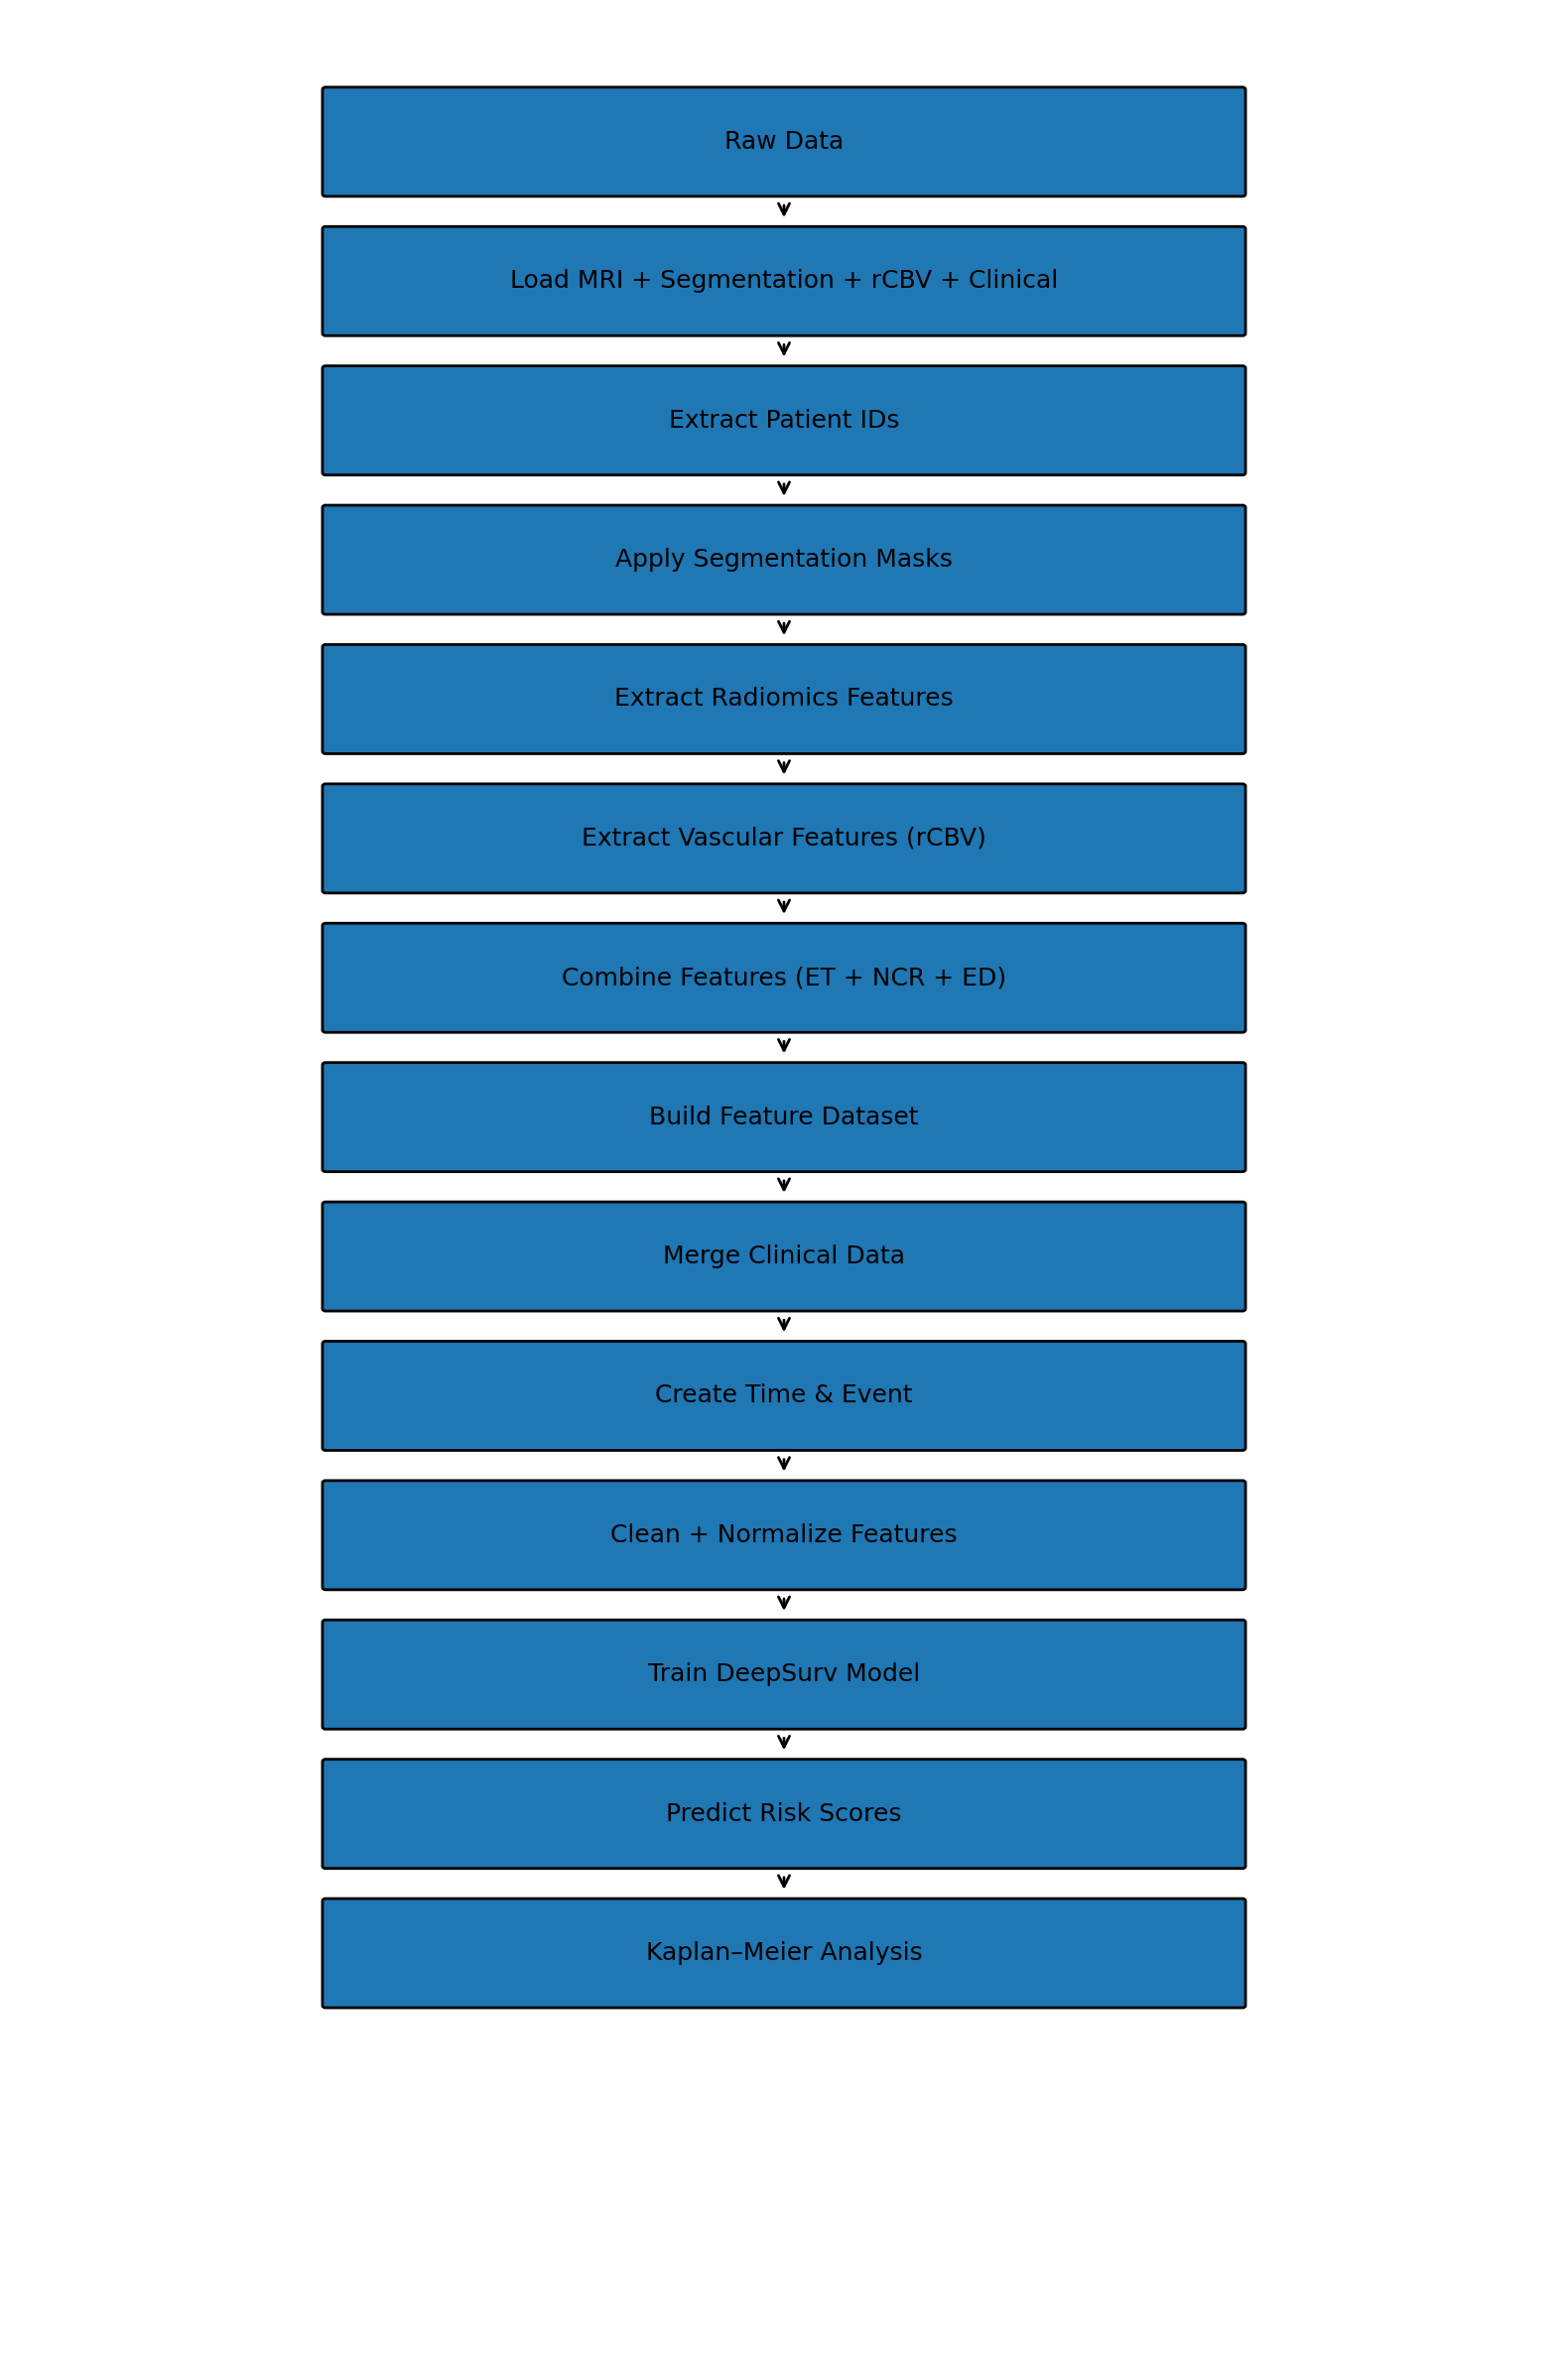 Raw Data
Load MRI + Segmentation + rCBV + Clinical
Extract Patient IDs
Apply Segmentation Masks
Extract Radiomics Features
Extract Vascular Features (rCBV)
Combine Features (ET + NCR + ED)
Build Feature Dataset
Merge Clinical Data
Create Time & Event
Clean + Normalize Features
Train DeepSurv Model
Predict Risk Scores
Kaplan–Meier Analysis